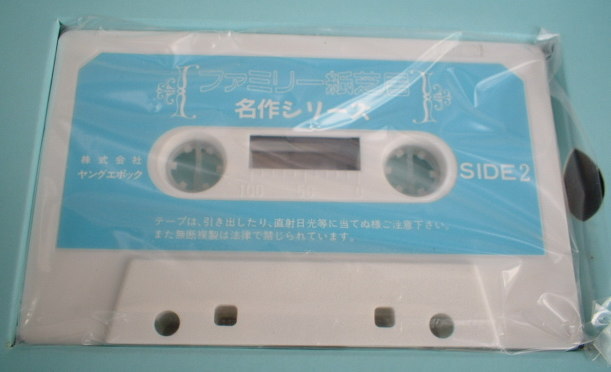 ファミリー紙芝居
名作シリーズ
株式会社
ヤングエポック
SIDE2
100 50 0
テープは、引き出したり、直射日光等に当てぬ様ご注意下さい。
また無断複製は法律で禁じられています。